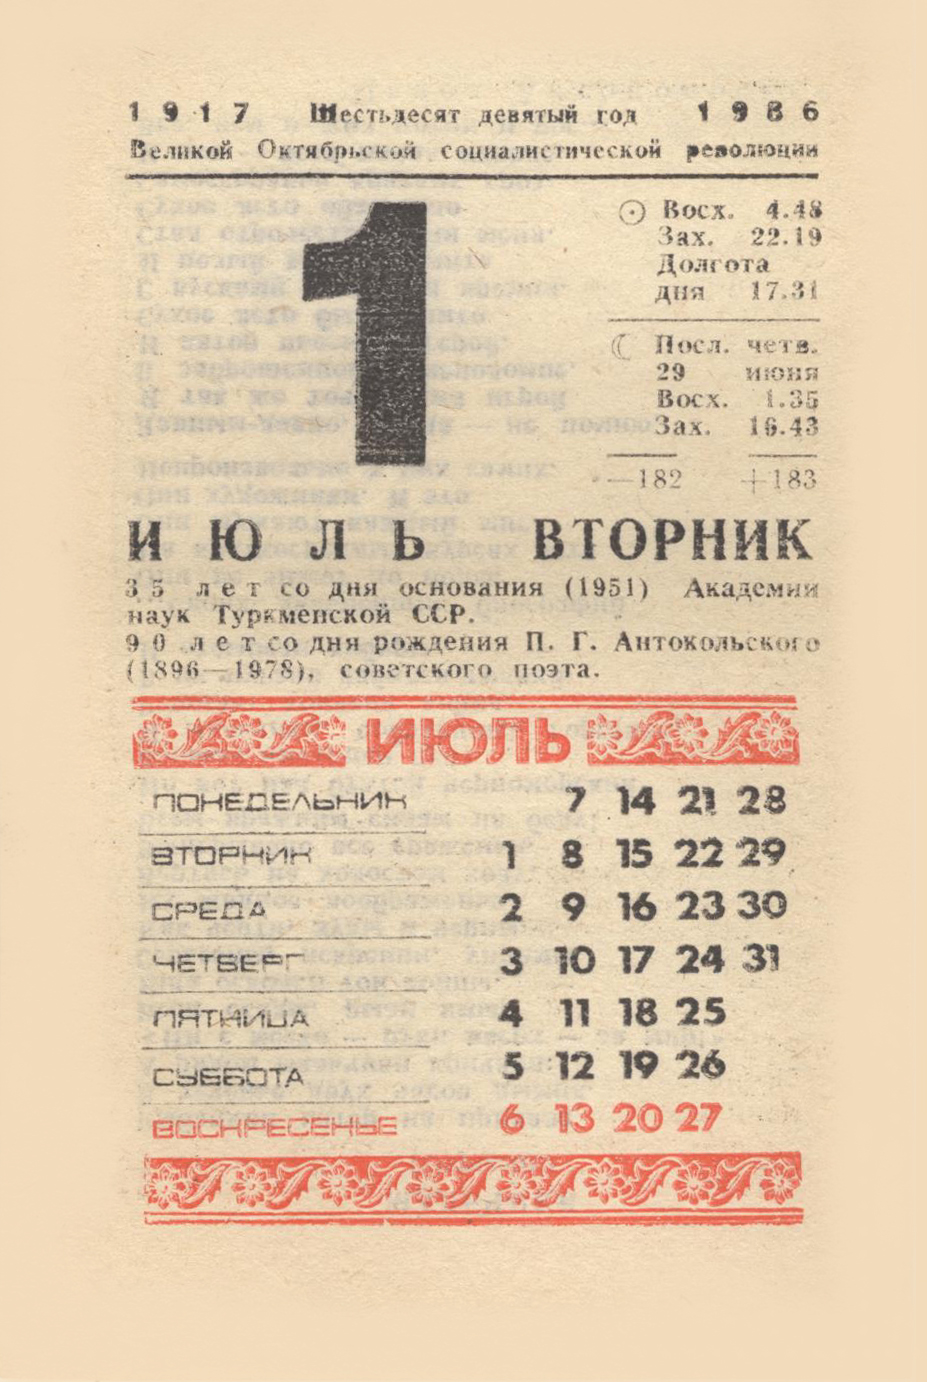 1917 Шестьдесят девятый год 1986
Великой Октябрьской социалистической революции
1
Восх. 4.48
Зах. 22.19
Долгота
дня 17.31
Посл. четв.
29 июня
Восх. 1.35
Зах. 16.43
—182 +183
ИЮЛЬ ВТОРНИК
35 лет со дня основания (1951) Академии
наук Туркменской ССР.
90 лет со дня рождения П. Г. Антокольского
(1896—1978), советского поэта.
ИЮЛЬ
ПОНЕДЕЛЬНИК 7 14 21 28
ВТОРНИК 1 8 15 22 29
СРЕДА 2 9 16 23 30
ЧЕТВЕРГ 3 10 17 24 31
ПЯТНИЦА 4 11 18 25
СУББОТА 5 12 19 26
ВОСКРЕСЕНЬЕ 6 13 20 27